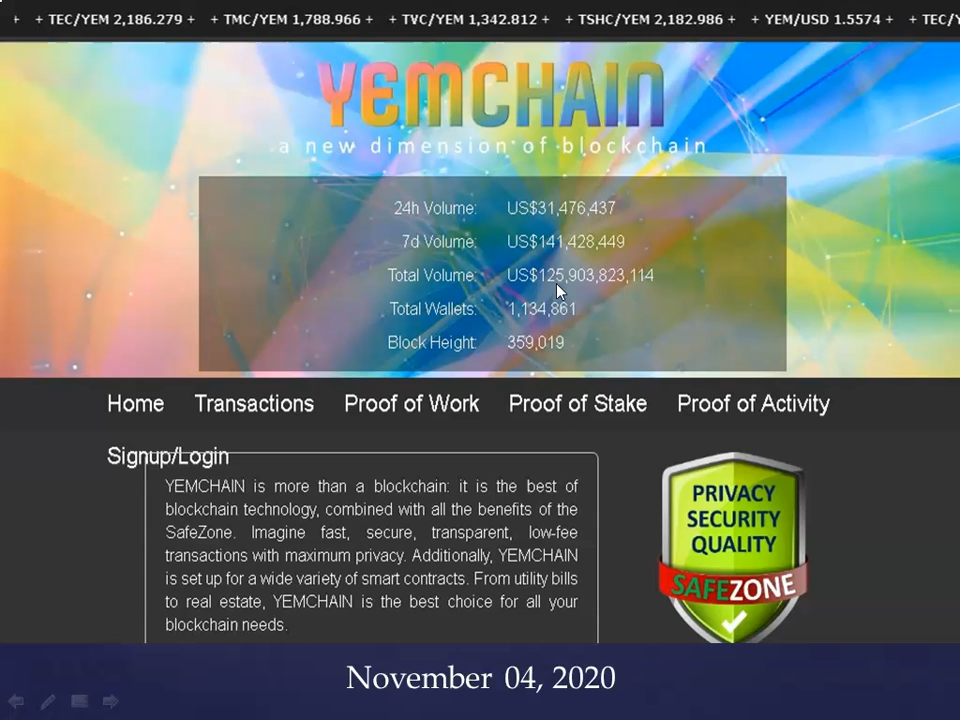 + TEC/YEM 2,186.279 + + TMC/YEM 1,788.966 + + TVC/YEM 1,342.812 + + TSHC/YEM 2,182.986 + + YEM/USD 1.5574 + + TEC/Y
YEMCHAIN
a new dimension of blockchain
24h Volume: US$31,476,437
7d Volume: US$141,428,449
Total Volume: US$125,903,823,114
Total Wallets: 1,134,861
Block Height: 359,019
Home Transactions Proof of Work Proof of Stake Proof of Activity
Signup/Login
YEMCHAIN is more than a blockchain: it is the best of
blockchain technology, combined with all the benefits of the
SafeZone. Imagine fast, secure, transparent, low-fee
transactions with maximum privacy. Additionally, YEMCHAIN
is set up for a wide variety of smart contracts. From utility bills
to real estate, YEMCHAIN is the best choice for all your
blockchain needs.
PRIVACY
SECURITY
QUALITY
SAFEZONE
November 04, 2020